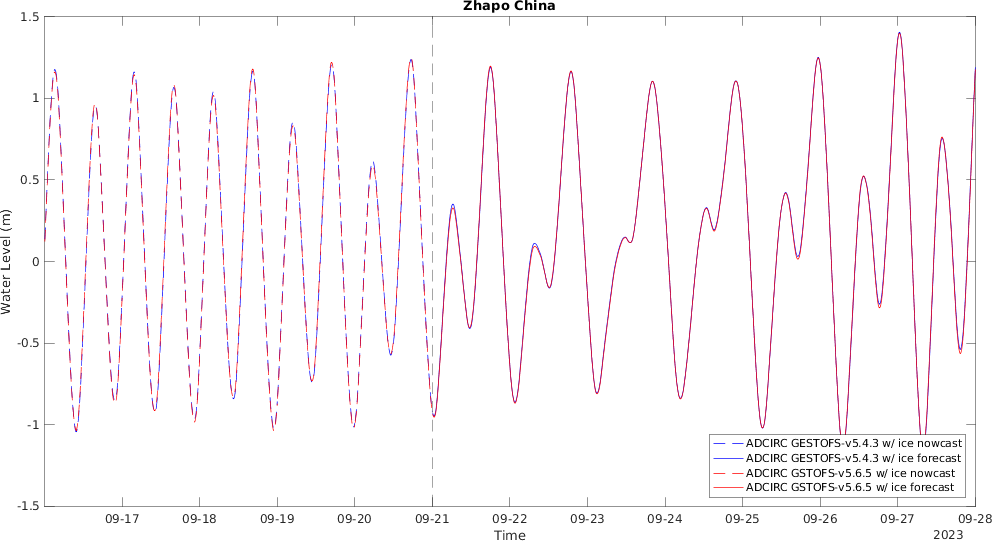 Zhapo China
1.5
1
0.5
0
-0.5
-1
-1.5
Water Level (m)
09-17 09-18 09-19 09-20 09-21 09-22 09-23 09-24 09-25 09-26 09-27 09-28
Time
2023
ADCIRC GESTOFS-v5.4.3 w/ ice nowcast
ADCIRC GESTOFS-v5.4.3 w/ ice forecast
ADCIRC GSTOFS-v5.6.5 w/ ice nowcast
ADCIRC GSTOFS-v5.6.5 w/ ice forecast